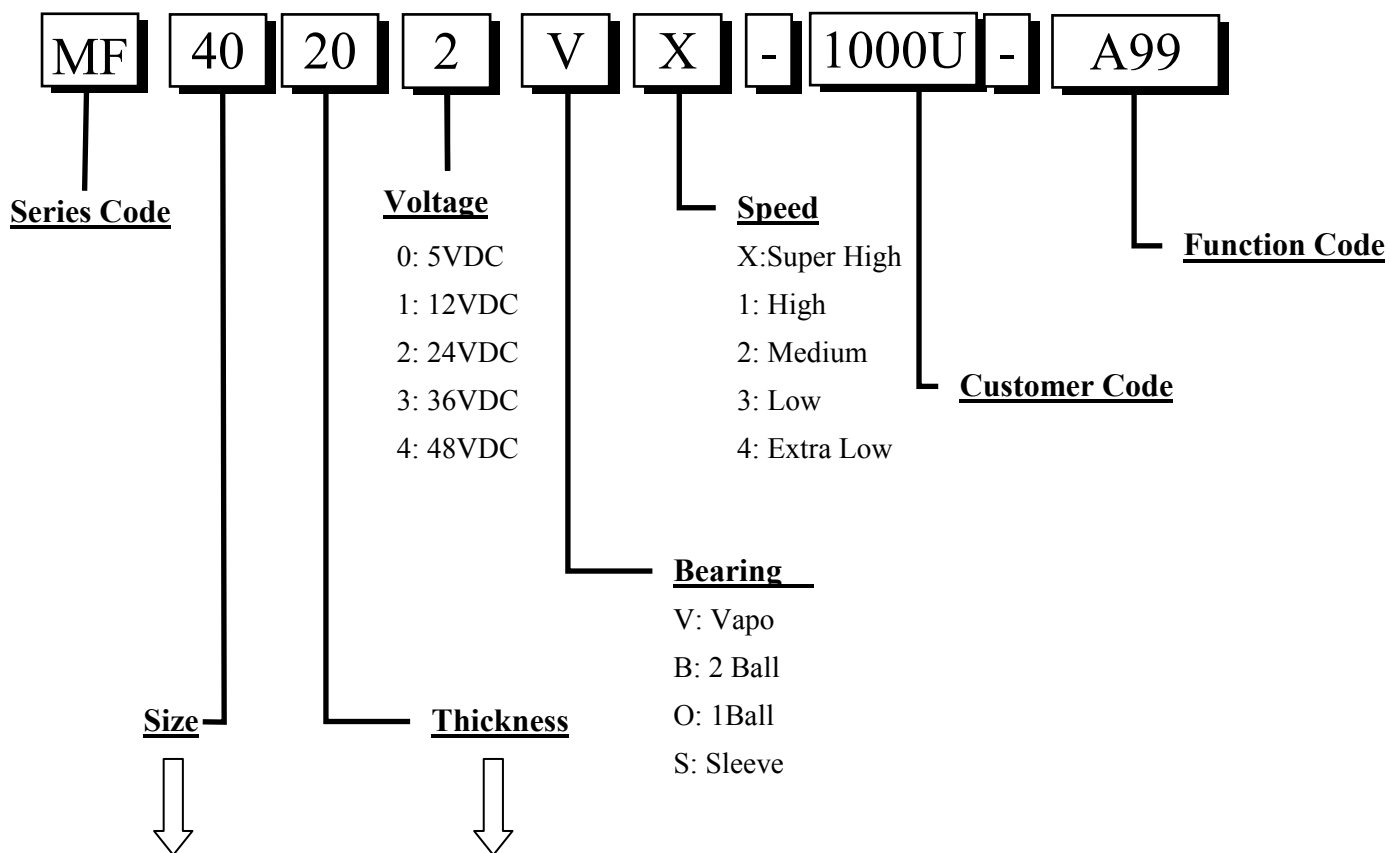 MF 40 20 2 V X - 1000U - A99
Series Code
Voltage
0: 5VDC
1: 12VDC
2: 24VDC
3: 36VDC
4: 48VDC
Speed
X:Super High
1: High
2: Medium
3: Low
4: Extra Low
Function Code
Customer Code
Bearing
V: Vapo
B: 2 Ball
O: 1Ball
S: Sleeve
Size
Thickness